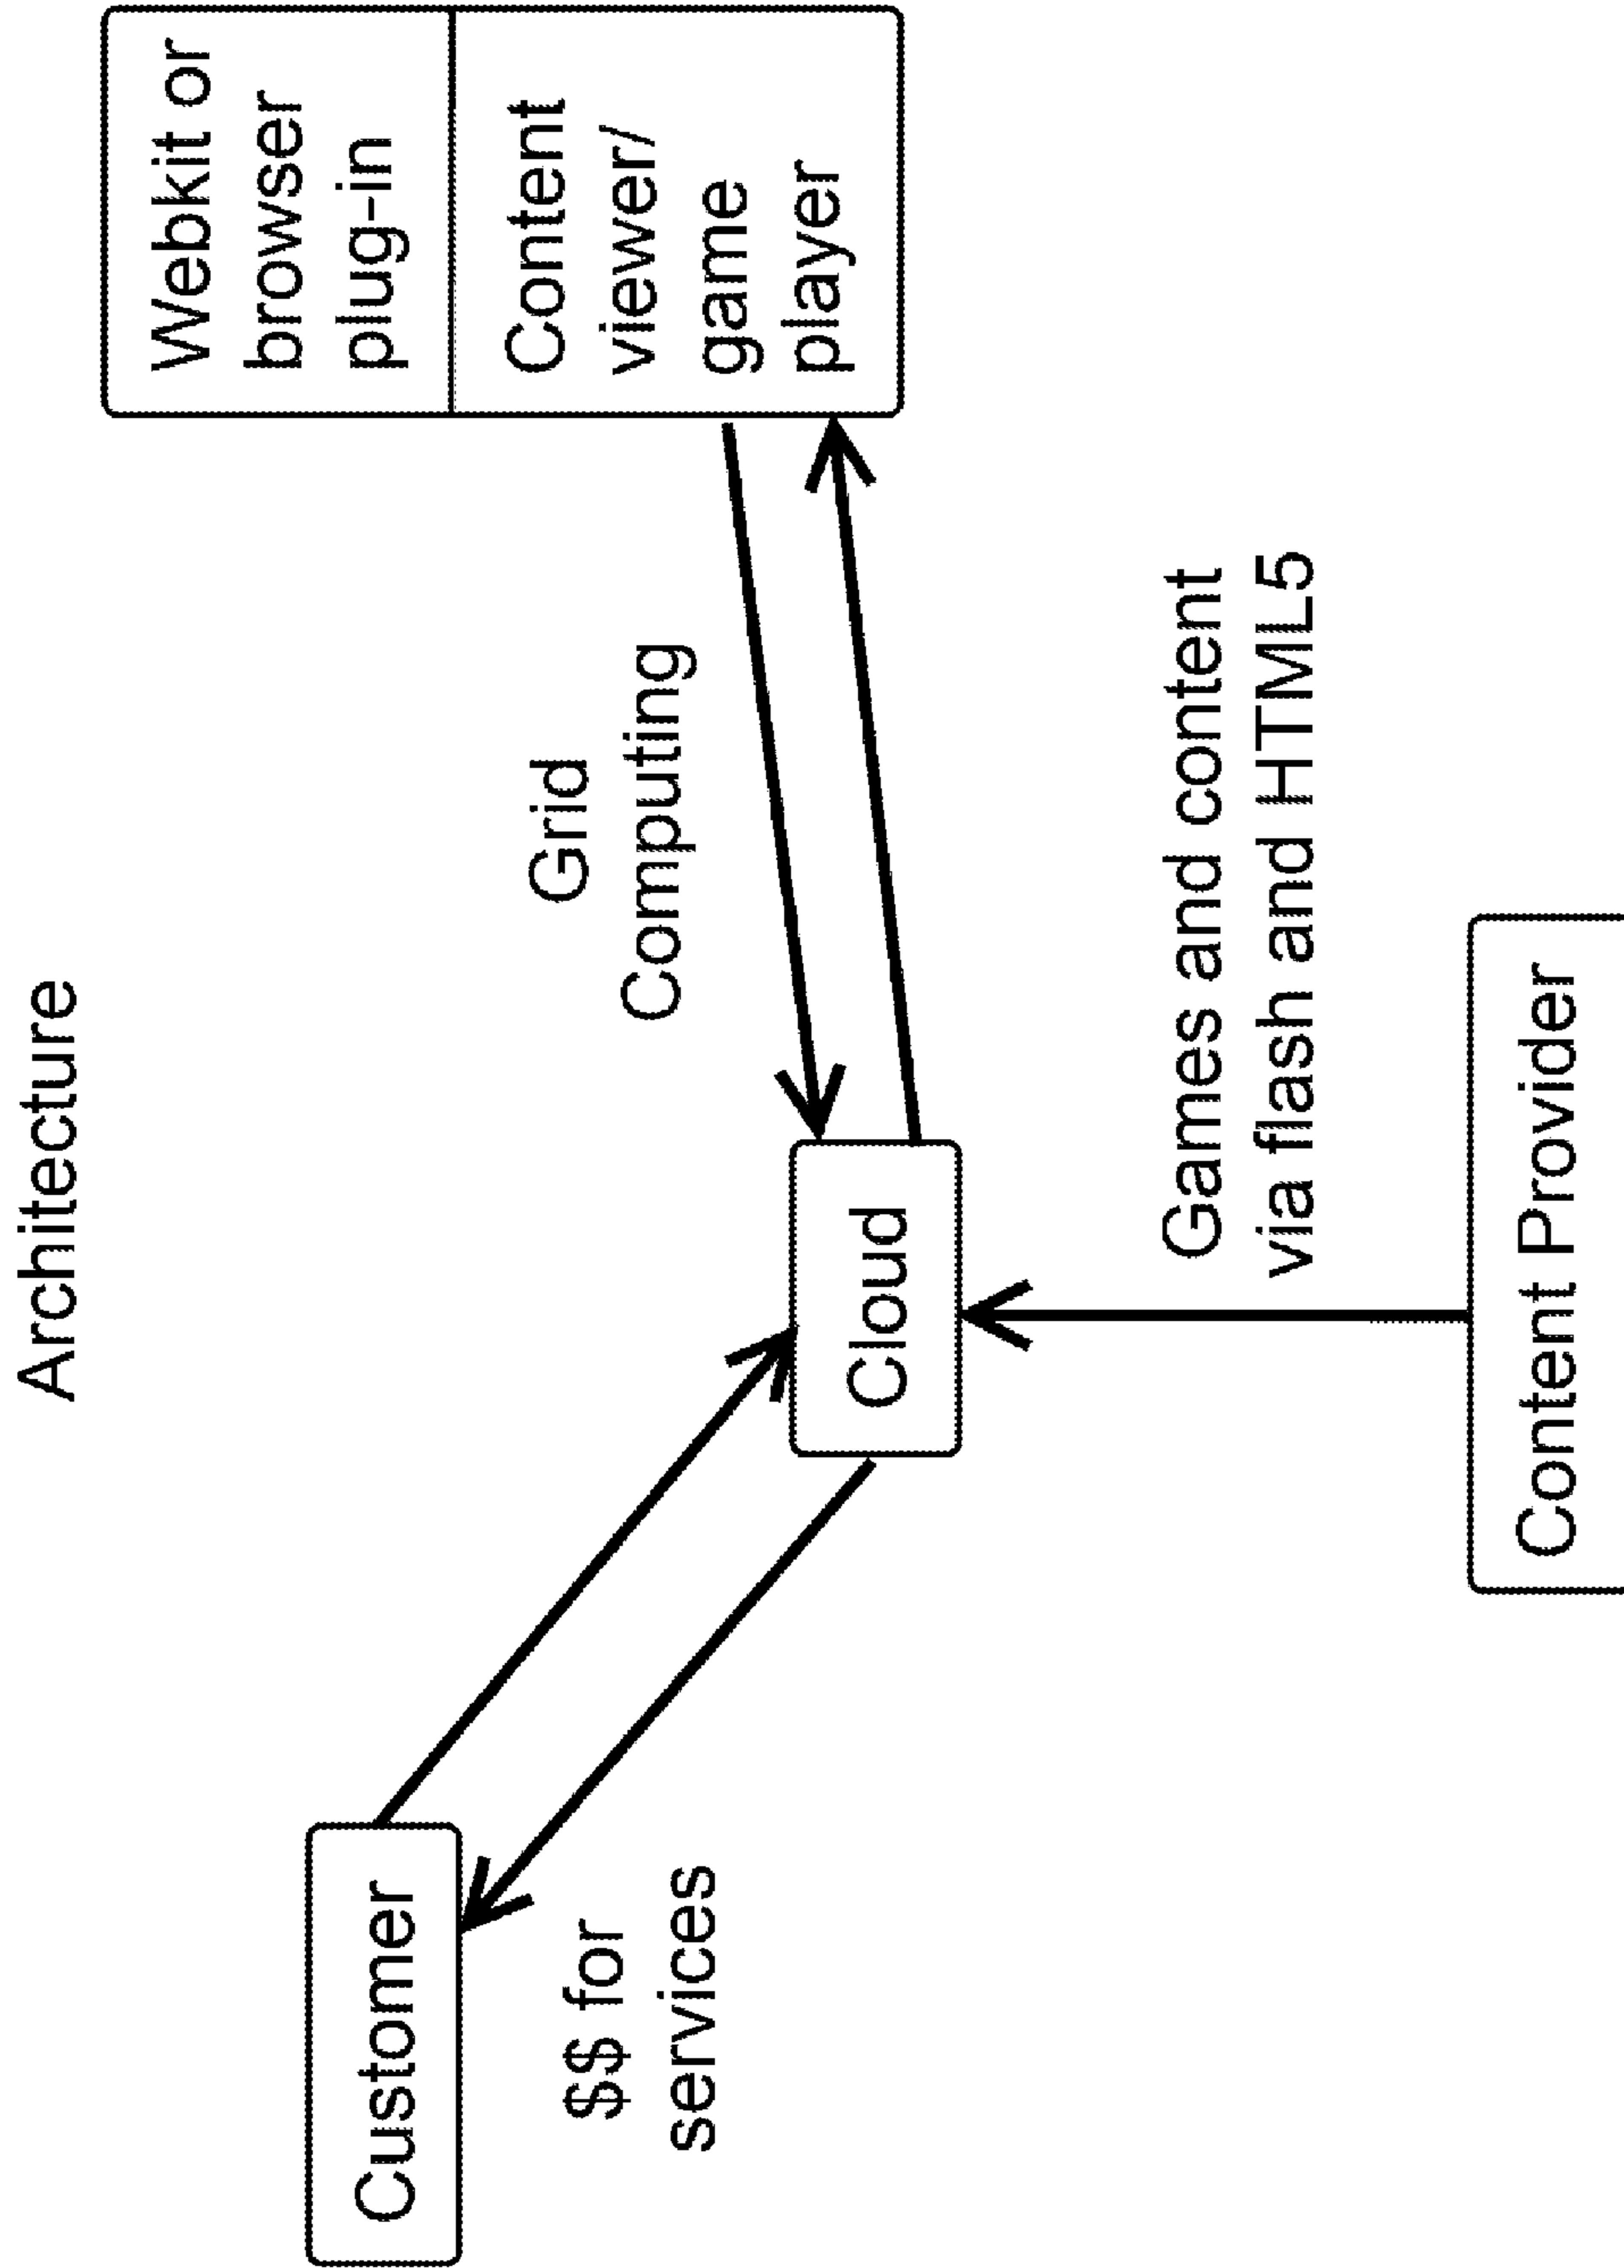 Architecture
Customer
$$ for
services
Cloud
Grid
Computing
Webkit or
browser
plug-in
Content
viewer/
game
player
Games and content
via flash and HTML5
Content Provider